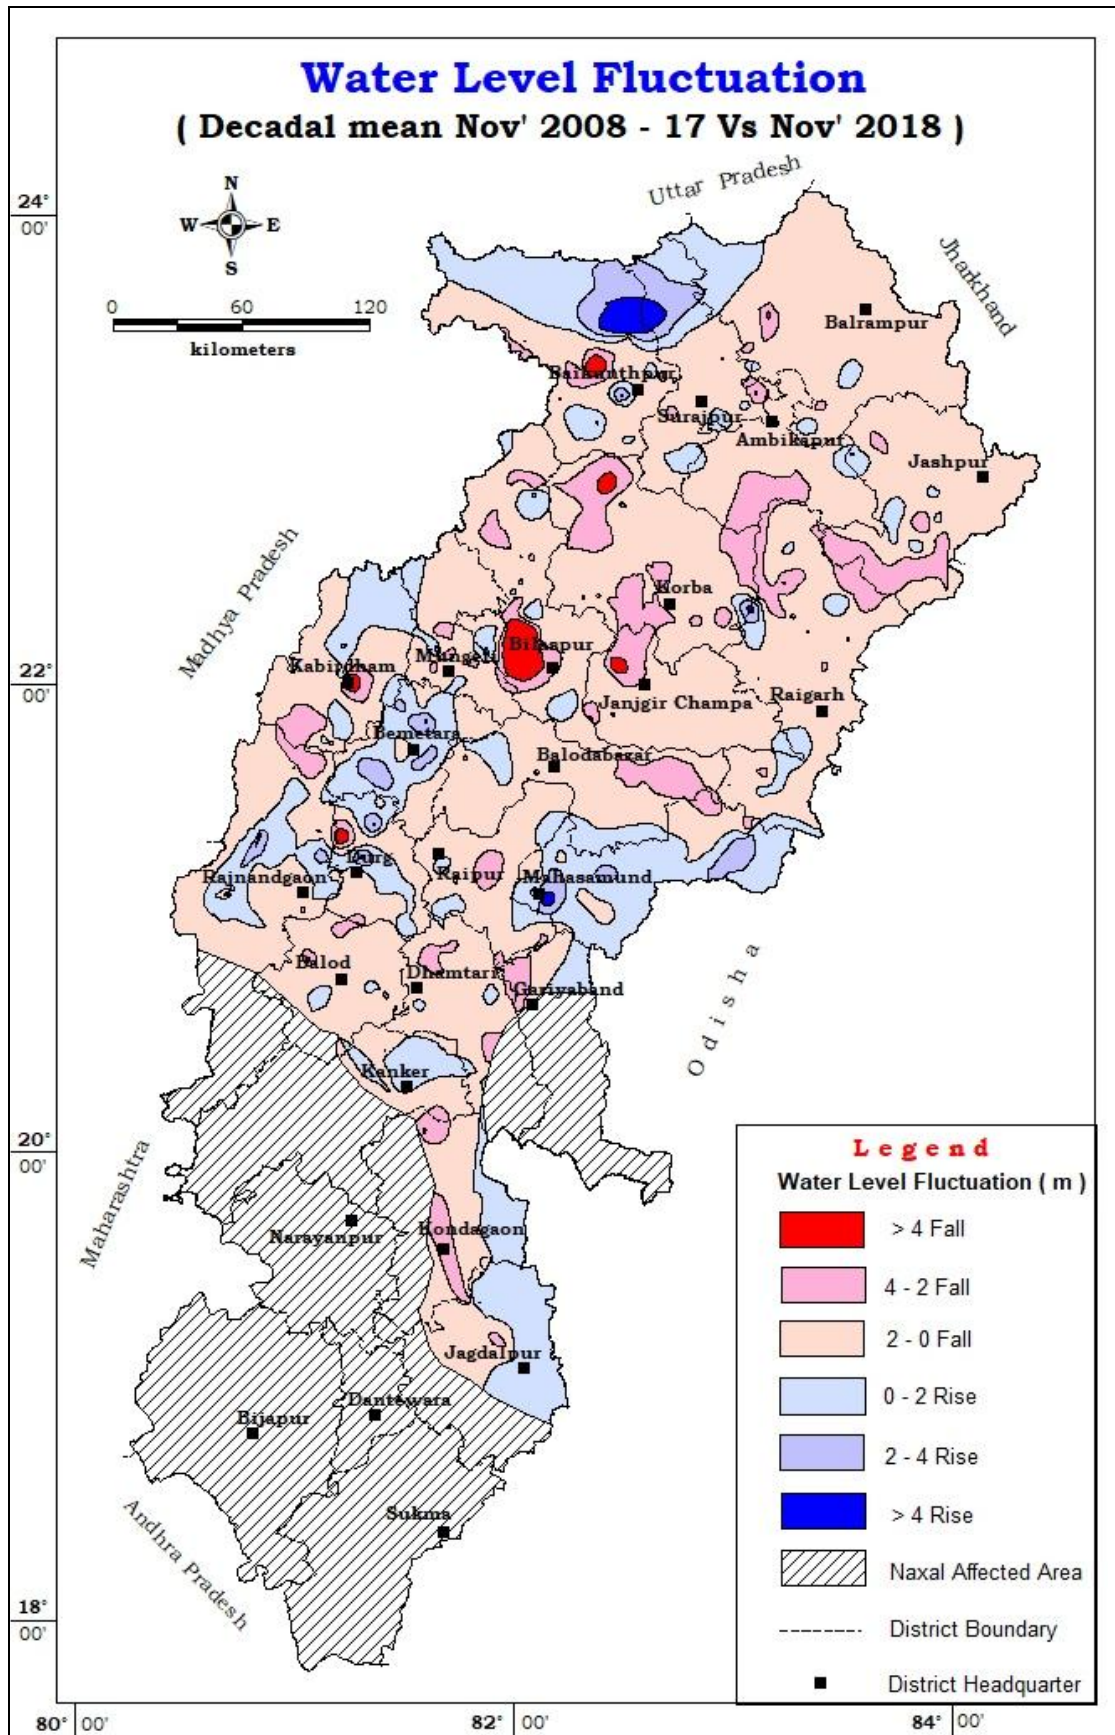 Water Level Fluctuation
( Decadal mean Nov' 2008 - 17 Vs Nov' 2018 )
Uttar Pradesh
24°
00'
N
W E
S
Jharkhand
0 60 120
kilometers
Balrampur
Baikanthpur
Surajpur
Ambikapur
Jashpur
Madhya Pradesh
Korba
Bilaspur
Mungeli
Kabirdham
22°
00'
Janjgir Champa
Raigarh
Bemetara
Balodabazar
Durg
Raipur
Mahasamund
Rajnandgaon
Balod
Dhamtari
Gariyaband
Odisha
Kanker
20°
00'
Maharashtra
Narayanpur
Kondagaon
Jagdalpur
Dantewara
Bijapur
Sukma
Andhra Pradesh
18°
00'
Legend
Water Level Fluctuation ( m )
> 4 Fall
4 - 2 Fall
2 - 0 Fall
0 - 2 Rise
2 - 4 Rise
> 4 Rise
Naxal Affected Area
District Boundary
District Headquarter
80° 00' 82° 00' 84° 00'